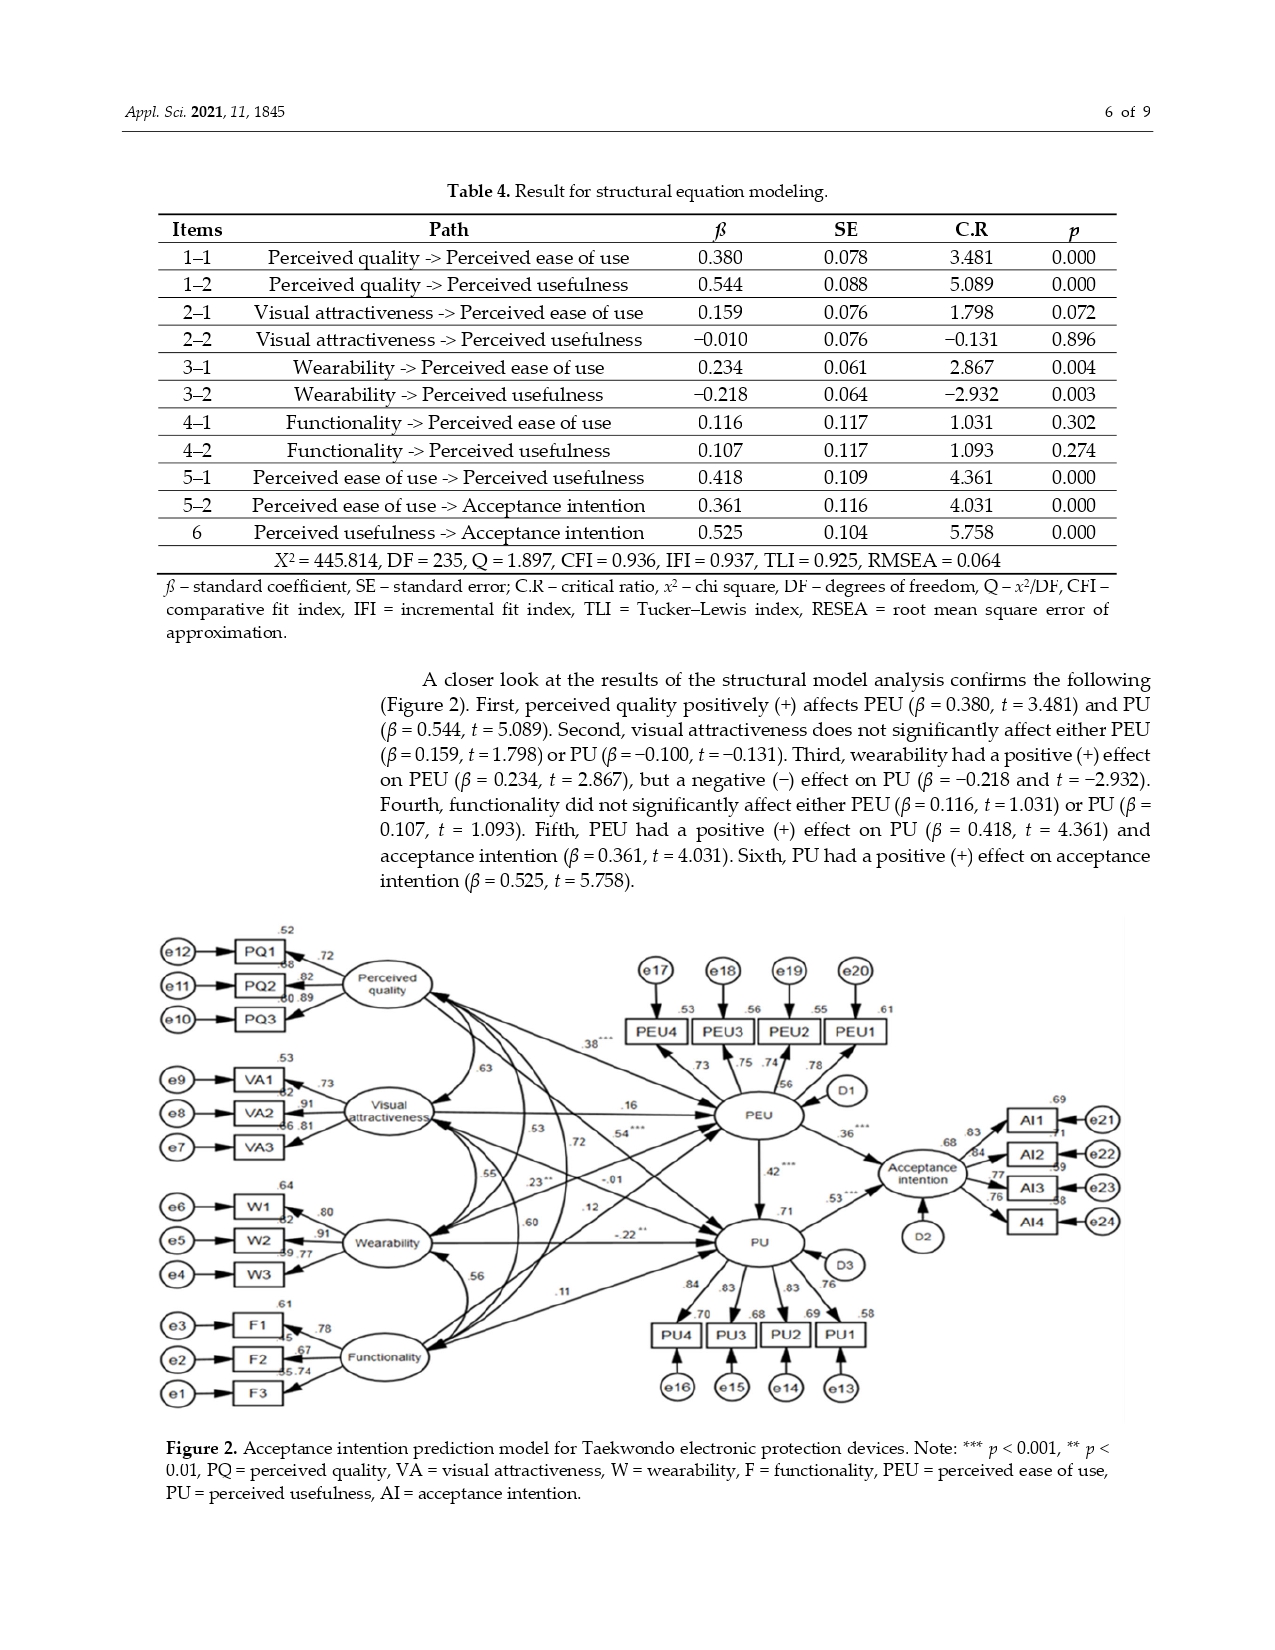 Appl. Sci. 2021, 11, 1845 6 of 9
Table 4. Result for structural equation modeling.
Items Path ß SE C.R p
1–1 Perceived quality -> Perceived ease of use 0.380 0.078 3.481 0.000
1–2 Perceived quality -> Perceived usefulness 0.544 0.088 5.089 0.000
2–1 Visual attractiveness -> Perceived ease of use 0.159 0.076 1.798 0.072
2–2 Visual attractiveness -> Perceived usefulness −0.010 0.076 −0.131 0.896
3–1 Wearability -> Perceived ease of use 0.234 0.061 2.867 0.004
3–2 Wearability -> Perceived usefulness −0.218 0.064 −2.932 0.003
4–1 Functionality -> Perceived ease of use 0.116 0.117 1.031 0.302
4–2 Functionality -> Perceived usefulness 0.107 0.117 1.093 0.274
5–1 Perceived ease of use -> Perceived usefulness 0.418 0.109 4.361 0.000
5–2 Perceived ease of use -> Acceptance intention 0.361 0.116 4.031 0.000
6 Perceived usefulness -> Acceptance intention 0.525 0.104 5.758 0.000
X² = 445.814, DF = 235, Q = 1.897, CFI = 0.936, IFI = 0.937, TLI = 0.925, RMSEA = 0.064
ß – standard coefficient, SE – standard error; C.R – critical ratio, x² – chi square, DF – degrees of freedom, Q – x²/DF, CFI –
comparative fit index, IFI = incremental fit index, TLI = Tucker–Lewis index, RESEA = root mean square error of
approximation.
A closer look at the results of the structural model analysis confirms the following
(Figure 2). First, perceived quality positively (+) affects PEU (β = 0.380, t = 3.481) and PU
(β = 0.544, t = 5.089). Second, visual attractiveness does not significantly affect either PEU
(β = 0.159, t = 1.798) or PU (β = −0.100, t = −0.131). Third, wearability had a positive (+) effect
on PEU (β = 0.234, t = 2.867), but a negative (−) effect on PU (β = −0.218 and t = −2.932).
Fourth, functionality did not significantly affect either PEU (β = 0.116, t = 1.031) or PU (β =
0.107, t = 1.093). Fifth, PEU had a positive (+) effect on PU (β = 0.418, t = 4.361) and
acceptance intention (β = 0.361, t = 4.031). Sixth, PU had a positive (+) effect on acceptance
intention (β = 0.525, t = 5.758).
.52
e12 PQ1 .72
e11 PQ2 .82
e10 PQ3 .89
Perceived
quality
.53
e9 VA1 .73
e8 VA2 .91
e7 VA3 .81
Visual
attractiveness
.64
e6 W1 .80
e5 W2 .91
e4 W3 .77
Wearability
.61
e3 F1 .78
e2 F2 .67
e1 F3 .74
Functionality
.63
.53
.72
.55
.60
.56
.38***
.16
.54***
.23**
-.01
.12
-.22**
.11
e17 e18 e19 e20
.53 .56 .55 .61
PEU4 PEU3 PEU2 PEU1
.73 .75 .74 .78
.56
PEU
D1
.42***
.36***
.53***
.71
PU
D3
.84 .83 .83 .76
.70 .68 .69 .58
PU4 PU3 PU2 PU1
e16 e15 e14 e13
.68
Acceptance
intention
D2
.69
.83 AI1 e21
.71
.84 AI2 e22
.77 AI3 e23
.76 AI4 e24
Figure 2. Acceptance intention prediction model for Taekwondo electronic protection devices. Note: *** p < 0.001, ** p <
0.01, PQ = perceived quality, VA = visual attractiveness, W = wearability, F = functionality, PEU = perceived ease of use,
PU = perceived usefulness, AI = acceptance intention.